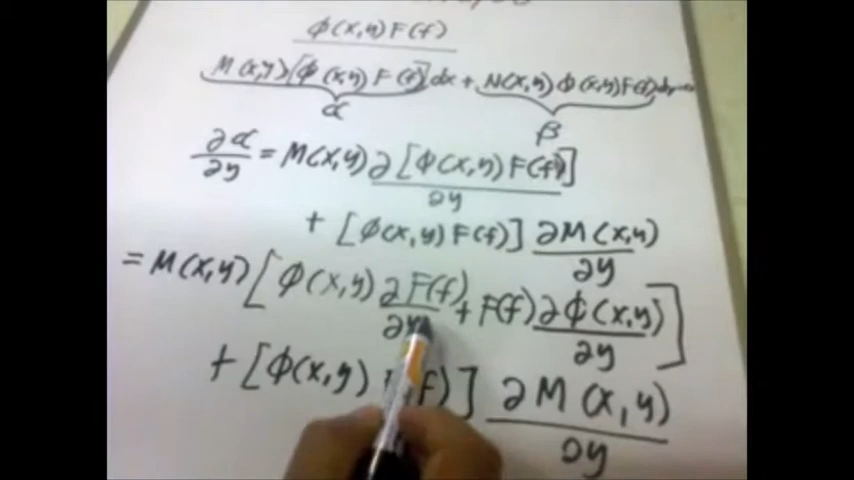 ϕ(x,y)F(f)
M(x,y)[ϕ(x,y)F(f)]dx + N(x,y)ϕ(x,y)F(f)dy
α
β
∂α/∂y = M(x,y) ∂[ϕ(x,y)F(f)]/∂y
+ [ϕ(x,y)F(f)] ∂M(x,y)/∂y
= M(x,y)[ϕ(x,y) ∂F(f)/∂y + F(f) ∂ϕ(x,y)/∂y]
+ [ϕ(x,y) f)] ∂M(x,y)/∂y